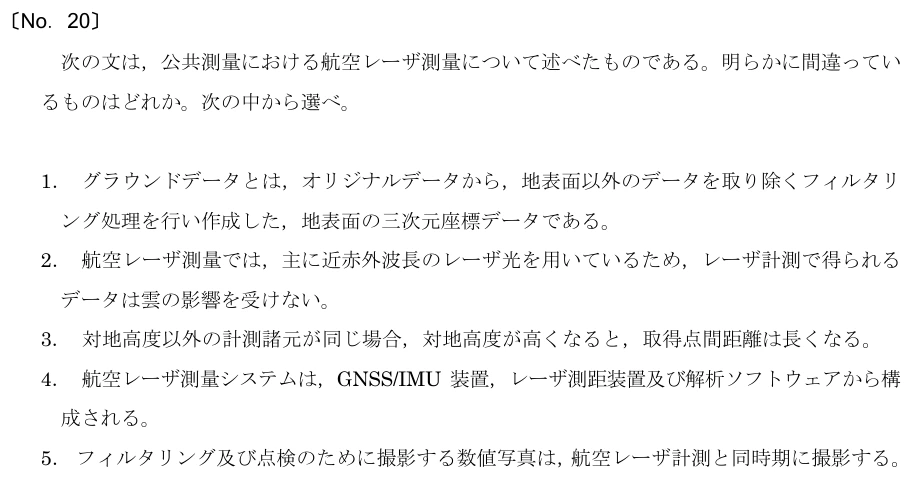 〔No. 20〕
次の文は，公共測量における航空レーザ測量について述べたものである。明らかに間違ってい
るものはどれか。次の中から選べ。
1. グラウンドデータとは，オリジナルデータから，地表面以外のデータを取り除くフィルタリ
ング処理を行い作成した，地表面の三次元座標データである。
2. 航空レーザ測量では，主に近赤外波長のレーザ光を用いているため，レーザ計測で得られる
データは雲の影響を受けない。
3. 対地高度以外の計測諸元が同じ場合，対地高度が高くなると，取得点間距離は長くなる。
4. 航空レーザ測量システムは，GNSS/IMU 装置，レーザ測距装置及び解析ソフトウェアから構
成される。
5. フィルタリング及び点検のために撮影する数値写真は，航空レーザ計測と同時期に撮影する。